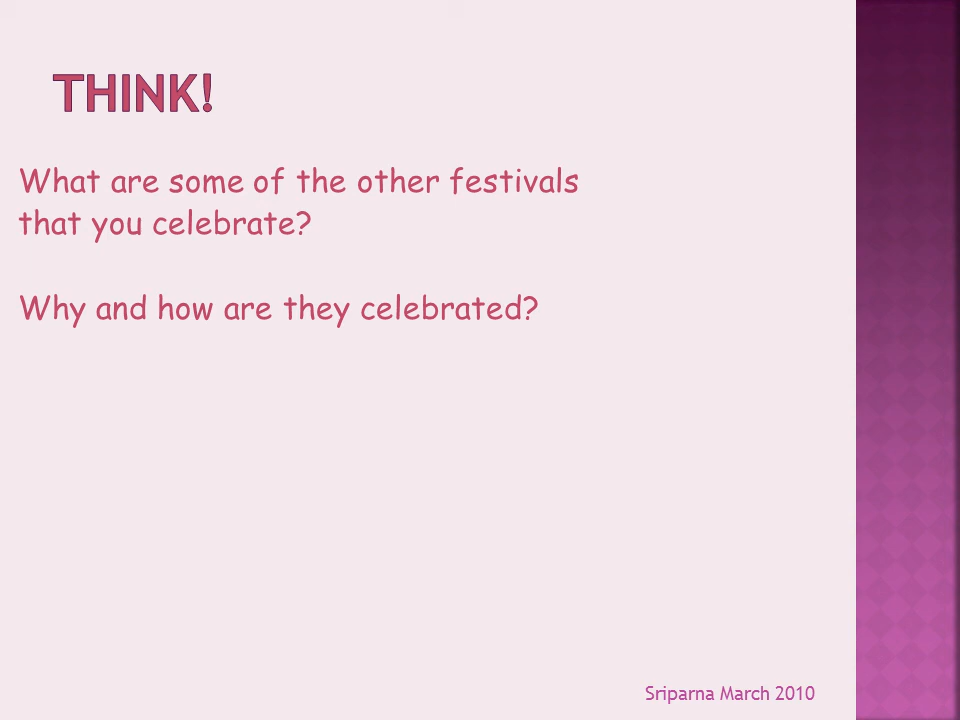 THINK!
What are some of the other festivals
that you celebrate?
Why and how are they celebrated?
Sriparna March 2010